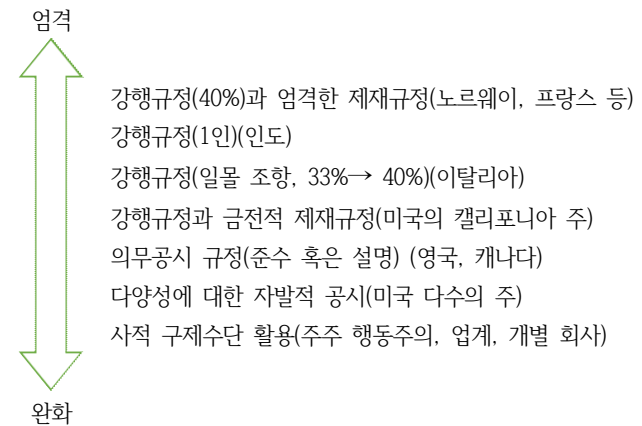 엄격
강행규정(40%)과 엄격한 제재규정(노르웨이, 프랑스 등)
강행규정(1인)(인도)
강행규정(일몰 조항, 33%→ 40%)(이탈리아)
강행규정과 금전적 제재규정(미국의 캘리포니아 주)
의무공시 규정(준수 혹은 설명) (영국, 캐나다)
다양성에 대한 자발적 공시(미국 다수의 주)
사적 구제수단 활용(주주 행동주의, 업계, 개별 회사)
완화